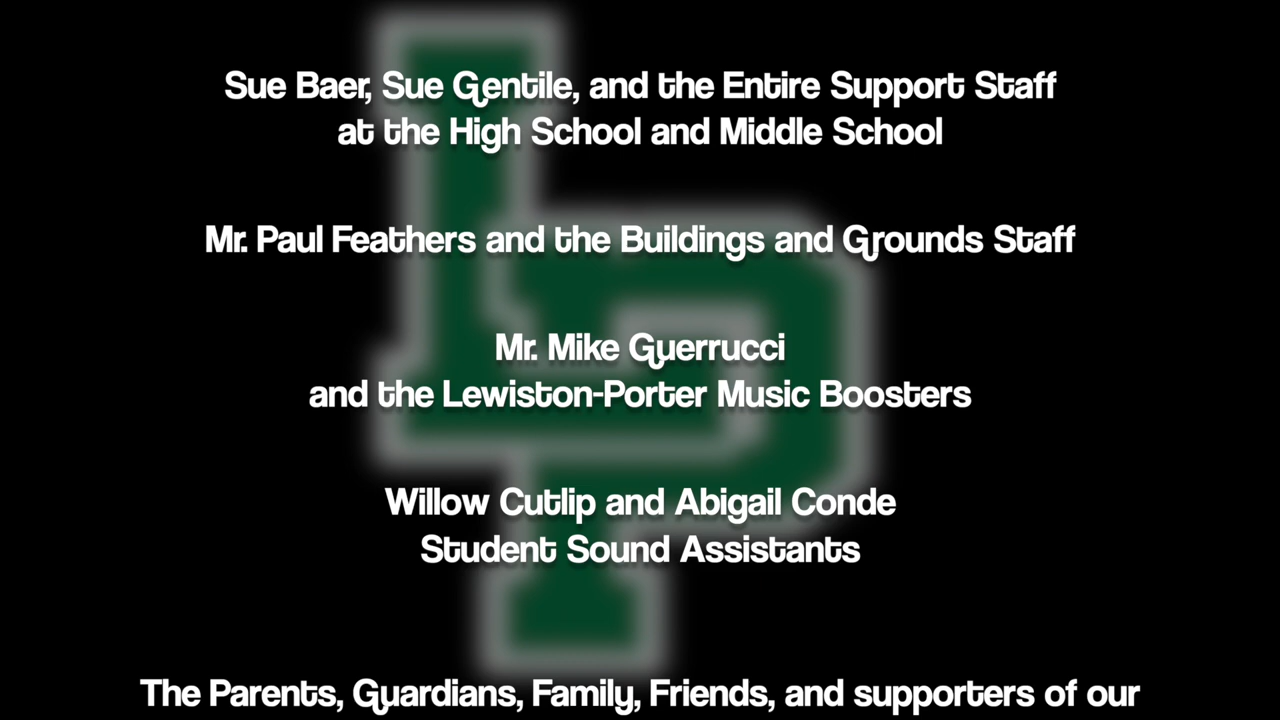 Sue Baer, Sue Gentile, and the Entire Support Staff
at the High School and Middle School
Mr. Paul Feathers and the Buildings and Grounds Staff
Mr. Mike Guerrucci
and the Lewiston-Porter Music Boosters
Willow Cutlip and Abigail Conde
Student Sound Assistants
The Parents, Guardians, Family, Friends, and supporters of our